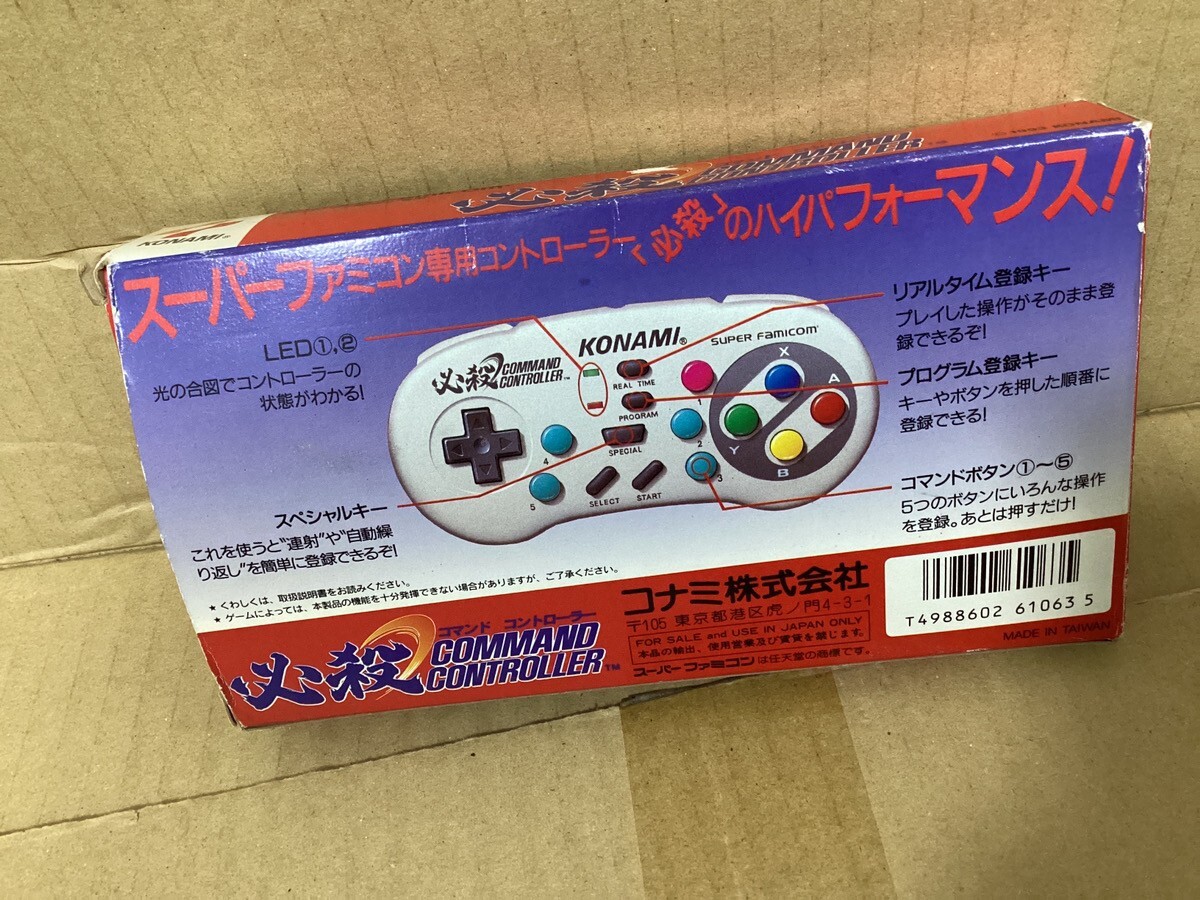 必殺 COMMAND
CONTROLLER™
© 1993 KONAMI
KONAMI®
スーパーファミコン専用コントローラー「必殺」のハイパフォーマンス!
LED①,②
光の合図でコントローラーの
状態がわかる!
スペシャルキー
これを使うと"連射"や"自動繰
り返し"を簡単に登録できるぞ!
リアルタイム登録キー
プレイした操作がそのまま登
録できるぞ!
プログラム登録キー
キーやボタンを押した順番に
登録できる!
コマンドボタン①〜⑤
5つのボタンにいろんな操作
を登録。あとは押すだけ!
KONAMI®
SUPER FAMICOM
必殺 COMMAND
CONTROLLER™
REAL TIME
PROGRAM
SPECIAL
SELECT
START
1
2
3
4
5
X
A
Y
B
★くわしくは、取扱説明書をお読みください。
★ゲームによっては、本製品の機能を十分発揮できない場合がありますが、ご了承ください。
コマンド コントローラー
必殺 COMMAND
CONTROLLER™
コナミ株式会社
〒105 東京都港区虎ノ門4-3-1
FOR SALE and USE IN JAPAN ONLY
本品の輸出、使用営業及び賃貸を禁じます。
スーパーファミコンは任天堂の商標です。
T4988602 61063 5
MADE IN TAIWAN